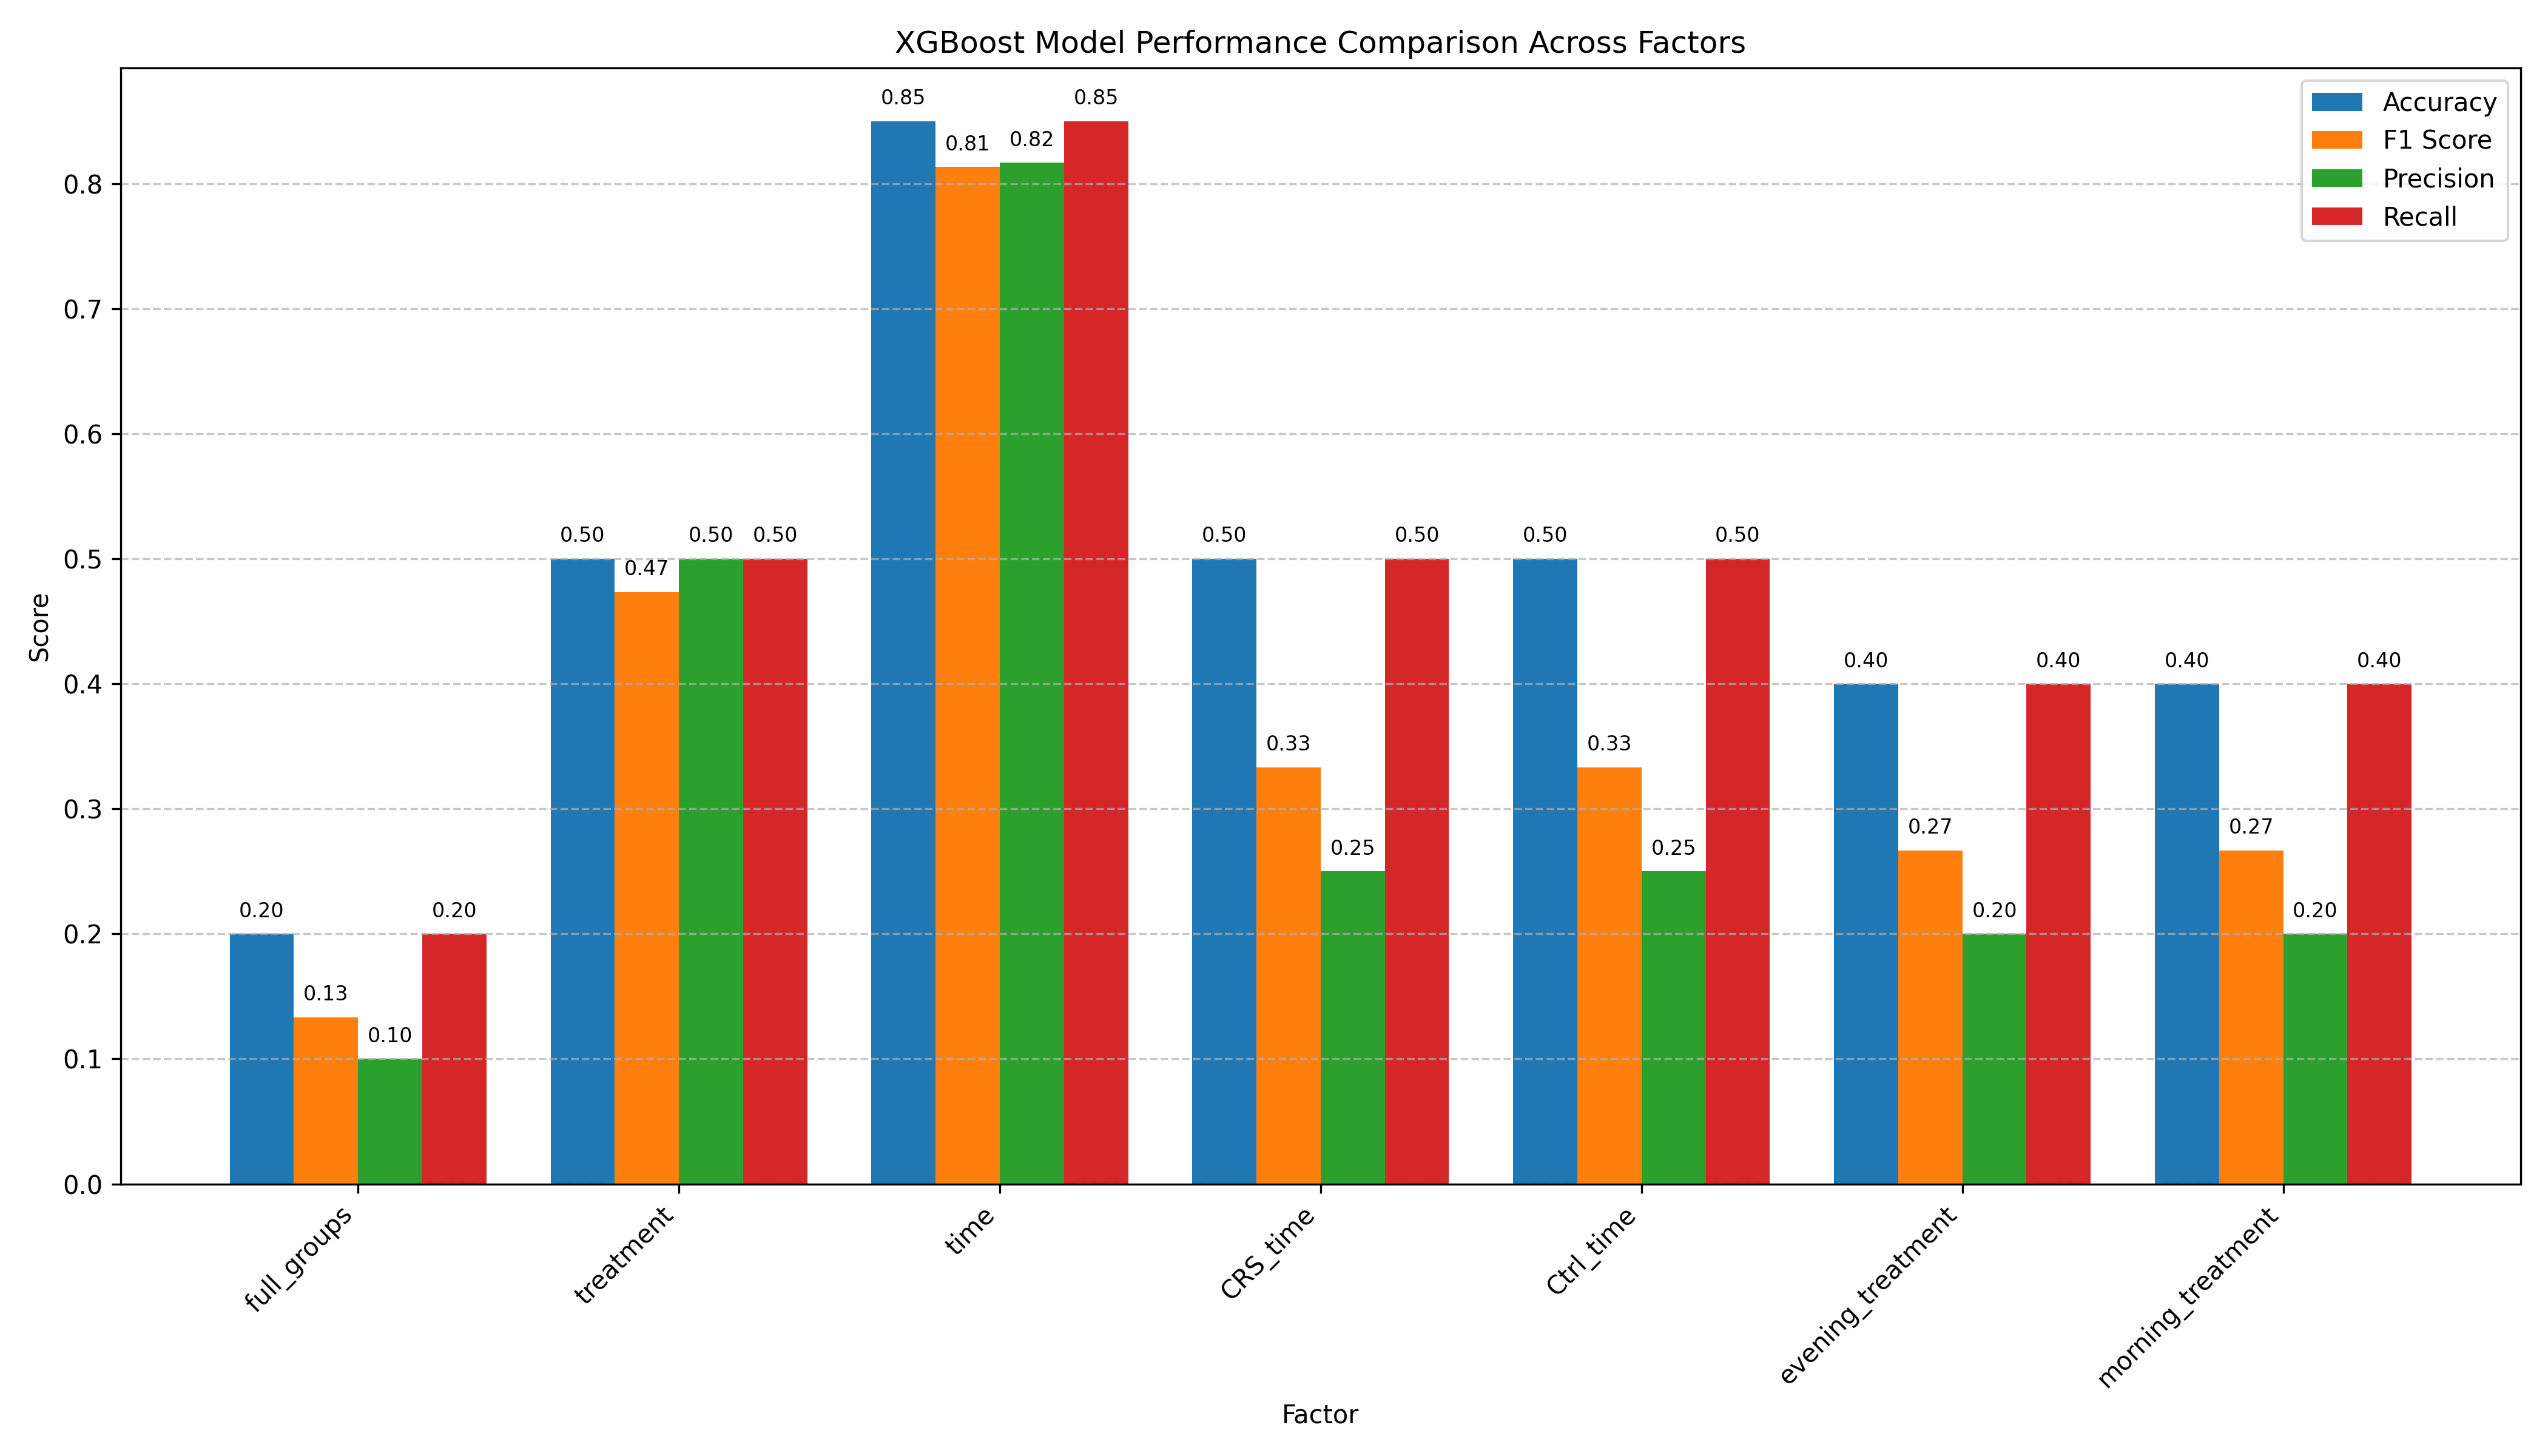 XGBoost Model Performance Comparison Across Factors
Accuracy
F1 Score
Precision
Recall
Score
0.8
0.7
0.6
0.5
0.4
0.3
0.2
0.1
0.0
0.20
0.13
0.10
0.20
0.50
0.47
0.50
0.50
0.85
0.81
0.82
0.85
0.50
0.33
0.25
0.50
0.50
0.33
0.25
0.50
0.40
0.27
0.20
0.40
0.40
0.27
0.20
0.40
full_groups
treatment
time
CRS_time
Ctrl_time
evening_treatment
morning_treatment
Factor